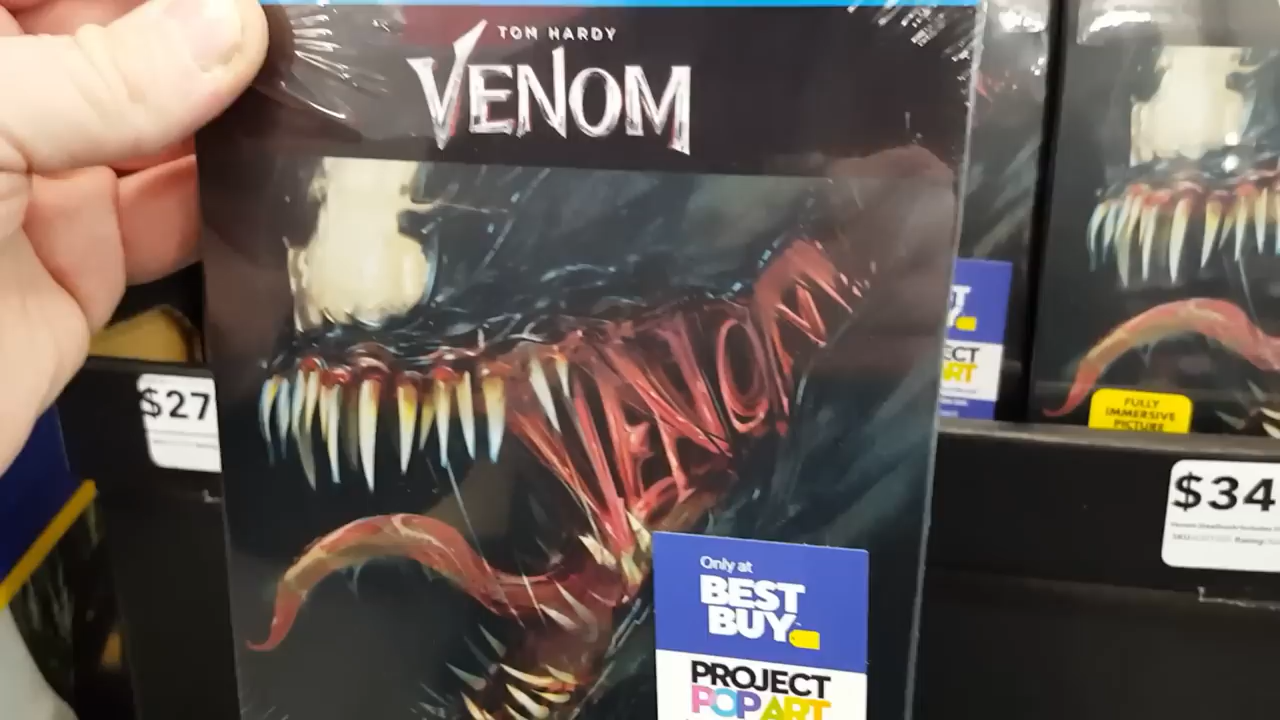 TOM HARDY
VENOM
VENOM
$27
Only at
BEST
BUY
PROJECT
POP ART
FULLY
IMMERSIVE
PICTURE
$34